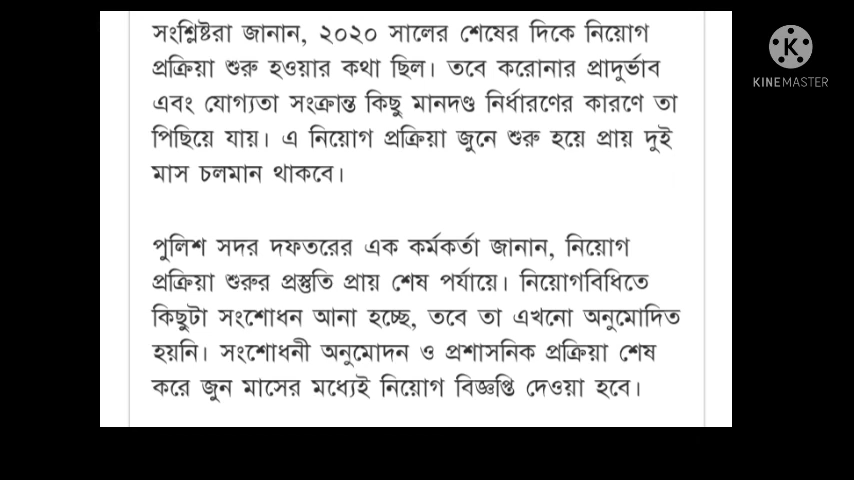 সংশ্লিষ্টরা জানান, ২০২০ সালের শেষের দিকে নিয়োগ
প্রক্রিয়া শুরু হওয়ার কথা ছিল। তবে করোনার প্রাদুর্ভাব
এবং যোগ্যতা সংক্রান্ত কিছু মানদণ্ড নির্ধারণের কারণে তা
পিছিয়ে যায়। এ নিয়োগ প্রক্রিয়া জুনে শুরু হয়ে প্রায় দুই
মাস চলমান থাকবে।
পুলিশ সদর দফতরের এক কর্মকর্তা জানান, নিয়োগ
প্রক্রিয়া শুরুর প্রস্তুতি প্রায় শেষ পর্যায়ে। নিয়োগবিধিতে
কিছুটা সংশোধন আনা হচ্ছে, তবে তা এখনো অনুমোদিত
হয়নি। সংশোধনী অনুমোদন ও প্রশাসনিক প্রক্রিয়া শেষ
করে জুন মাসের মধ্যেই নিয়োগ বিজ্ঞপ্তি দেওয়া হবে।
K
KINEMASTER